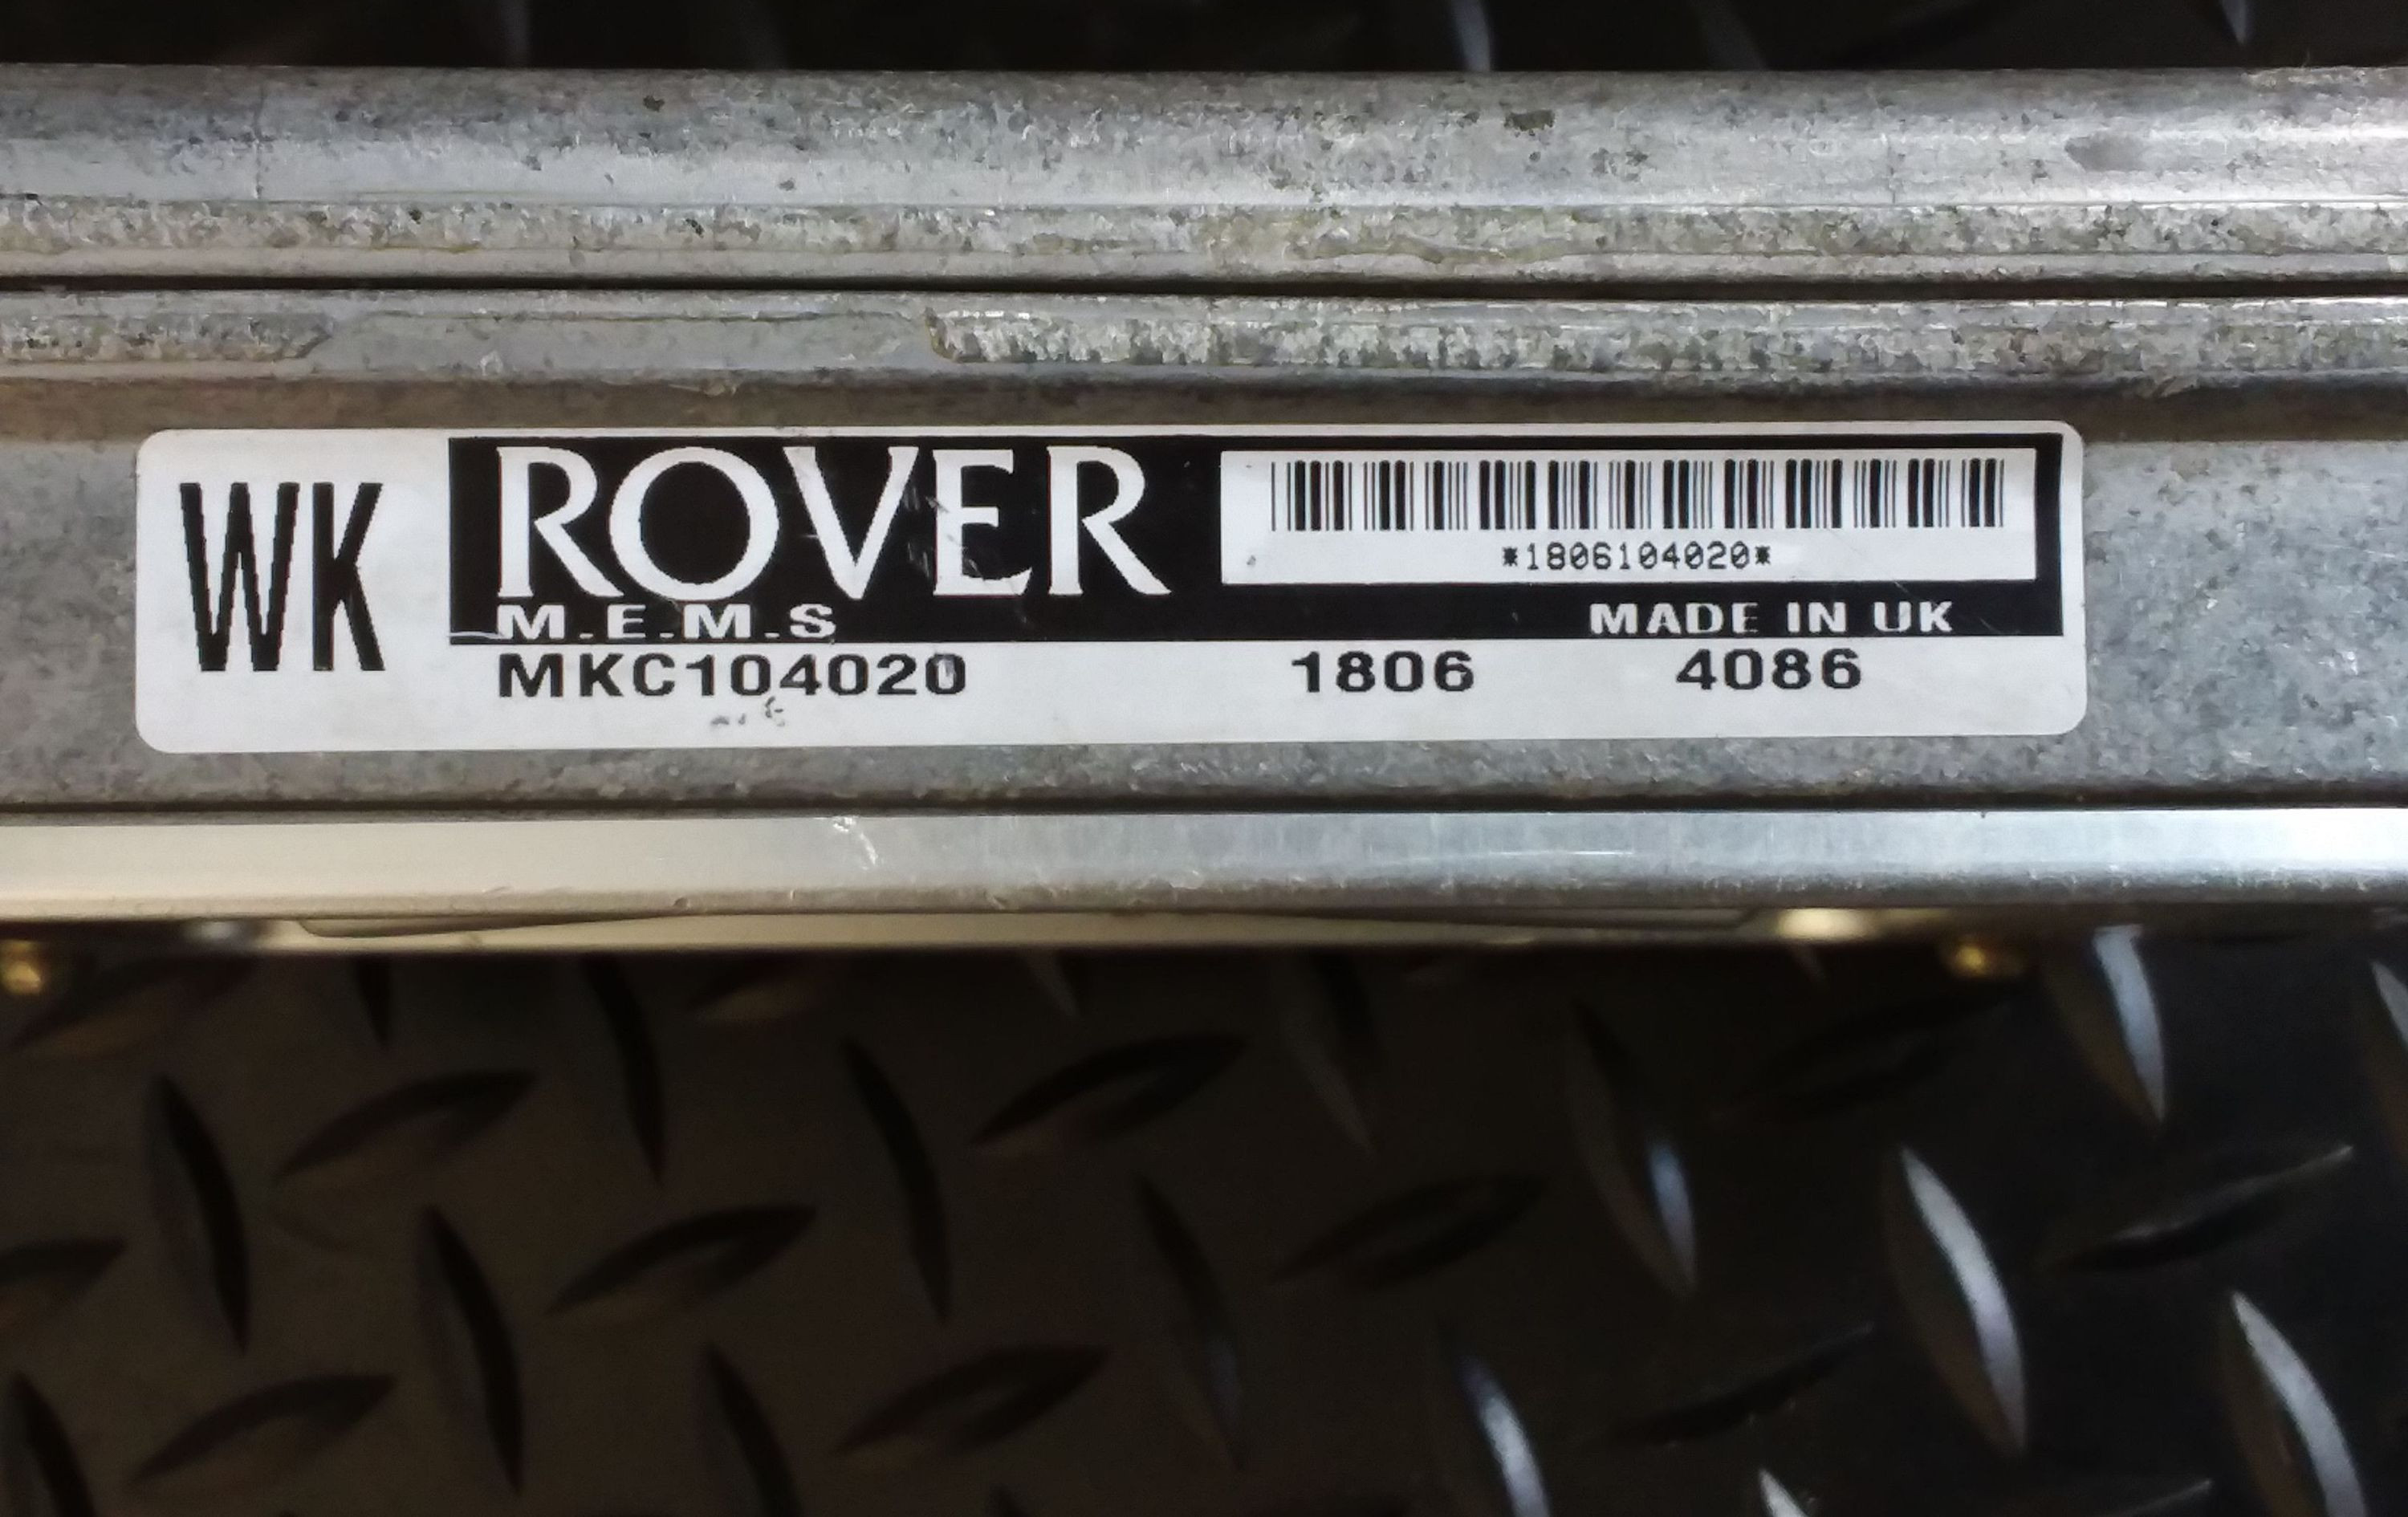 WK
ROVER
*1806104020*
M.E.M.S
MADE IN UK
MKC104020 1806 4086